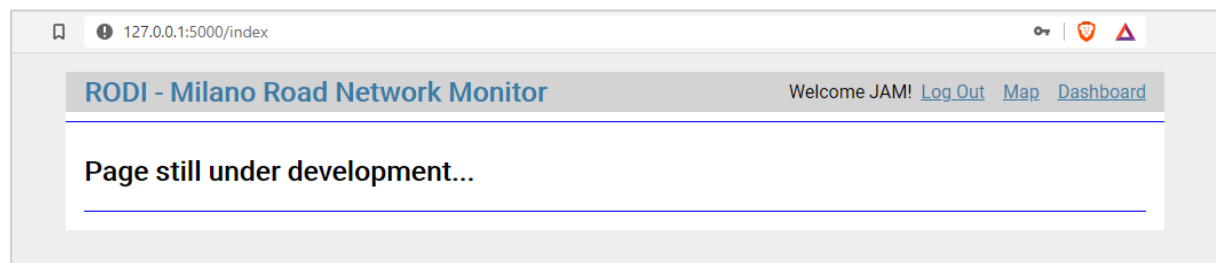 127.0.0.1:5000/index
RODI - Milano Road Network Monitor Welcome JAM! Log Out Map Dashboard
Page still under development...